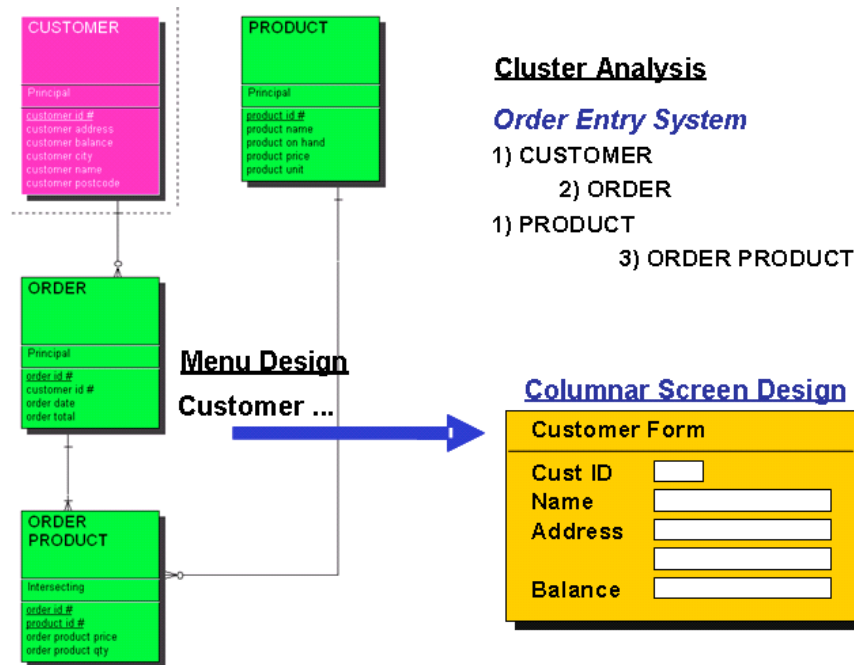 CUSTOMER
Principal
customer id #
customer address
customer balance
customer city
customer name
customer postcode
PRODUCT
Principal
product id #
product name
product on hand
product price
product unit
Cluster Analysis
Order Entry System
1) CUSTOMER
2) ORDER
1) PRODUCT
3) ORDER PRODUCT
ORDER
Principal
order id #
customer id #
order date
order total
Menu Design
Customer ...
Columnar Screen Design
Customer Form
Cust ID
Name
Address
Balance
ORDER
PRODUCT
Intersecting
order id #
product id #
order product price
order product qty